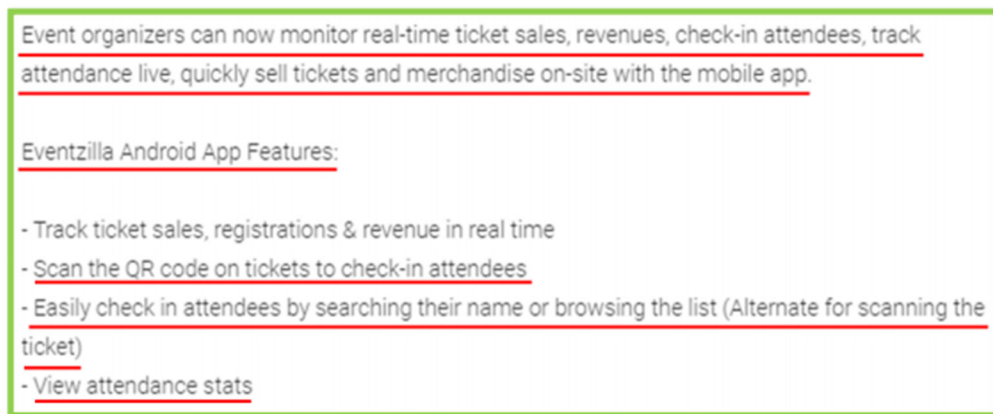 Event organizers can now monitor real-time ticket sales, revenues, check-in attendees, track
attendance live, quickly sell tickets and merchandise on-site with the mobile app.
Eventzilla Android App Features:
- Track ticket sales, registrations & revenue in real time
- Scan the QR code on tickets to check-in attendees
- Easily check in attendees by searching their name or browsing the list (Alternate for scanning the
ticket)
- View attendance stats